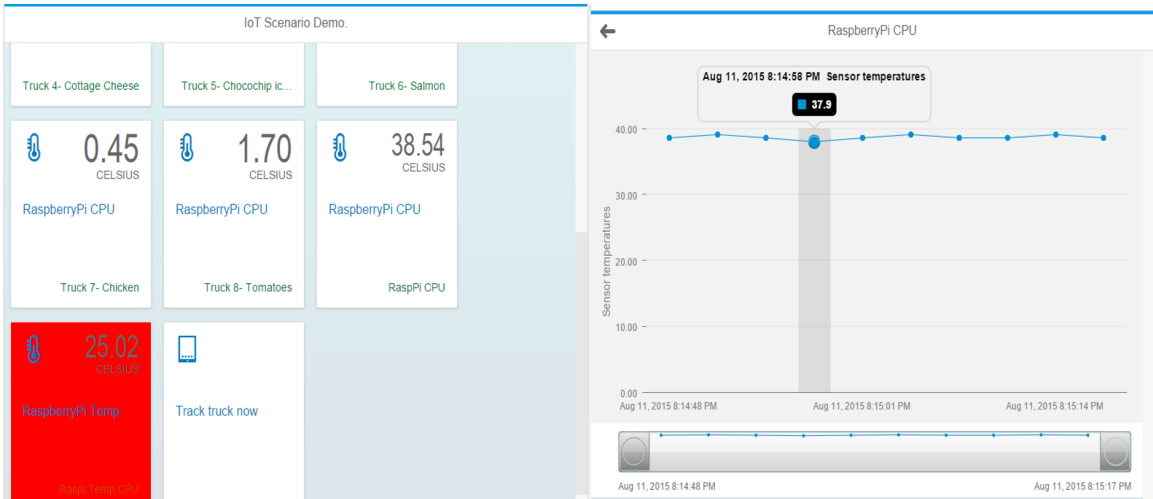 IoT Scenario Demo.
Truck 4- Cottage Cheese
Truck 5- Chocochip ic...
Truck 6- Salmon
0.45
CELSIUS
RaspberryPi CPU
Truck 7- Chicken
1.70
CELSIUS
RaspberryPi CPU
Truck 8- Tomatoes
38.54
CELSIUS
RaspberryPi CPU
RaspPi CPU
25.02
CELSIUS
RaspberryPi Temp
Raspi Temp CPU
Track truck now
RaspberryPi CPU
Aug 11, 2015 8:14:58 PM Sensor temperatures
37.9
Sensor temperatures
40.00
30.00
20.00
10.00
0.00
Aug 11, 2015 8:14:48 PM
Aug 11, 2015 8:15:01 PM
Aug 11, 2015 8:15:14 PM
Aug 11, 2015 8:14:48 PM
Aug 11, 2015 8:15:17 PM